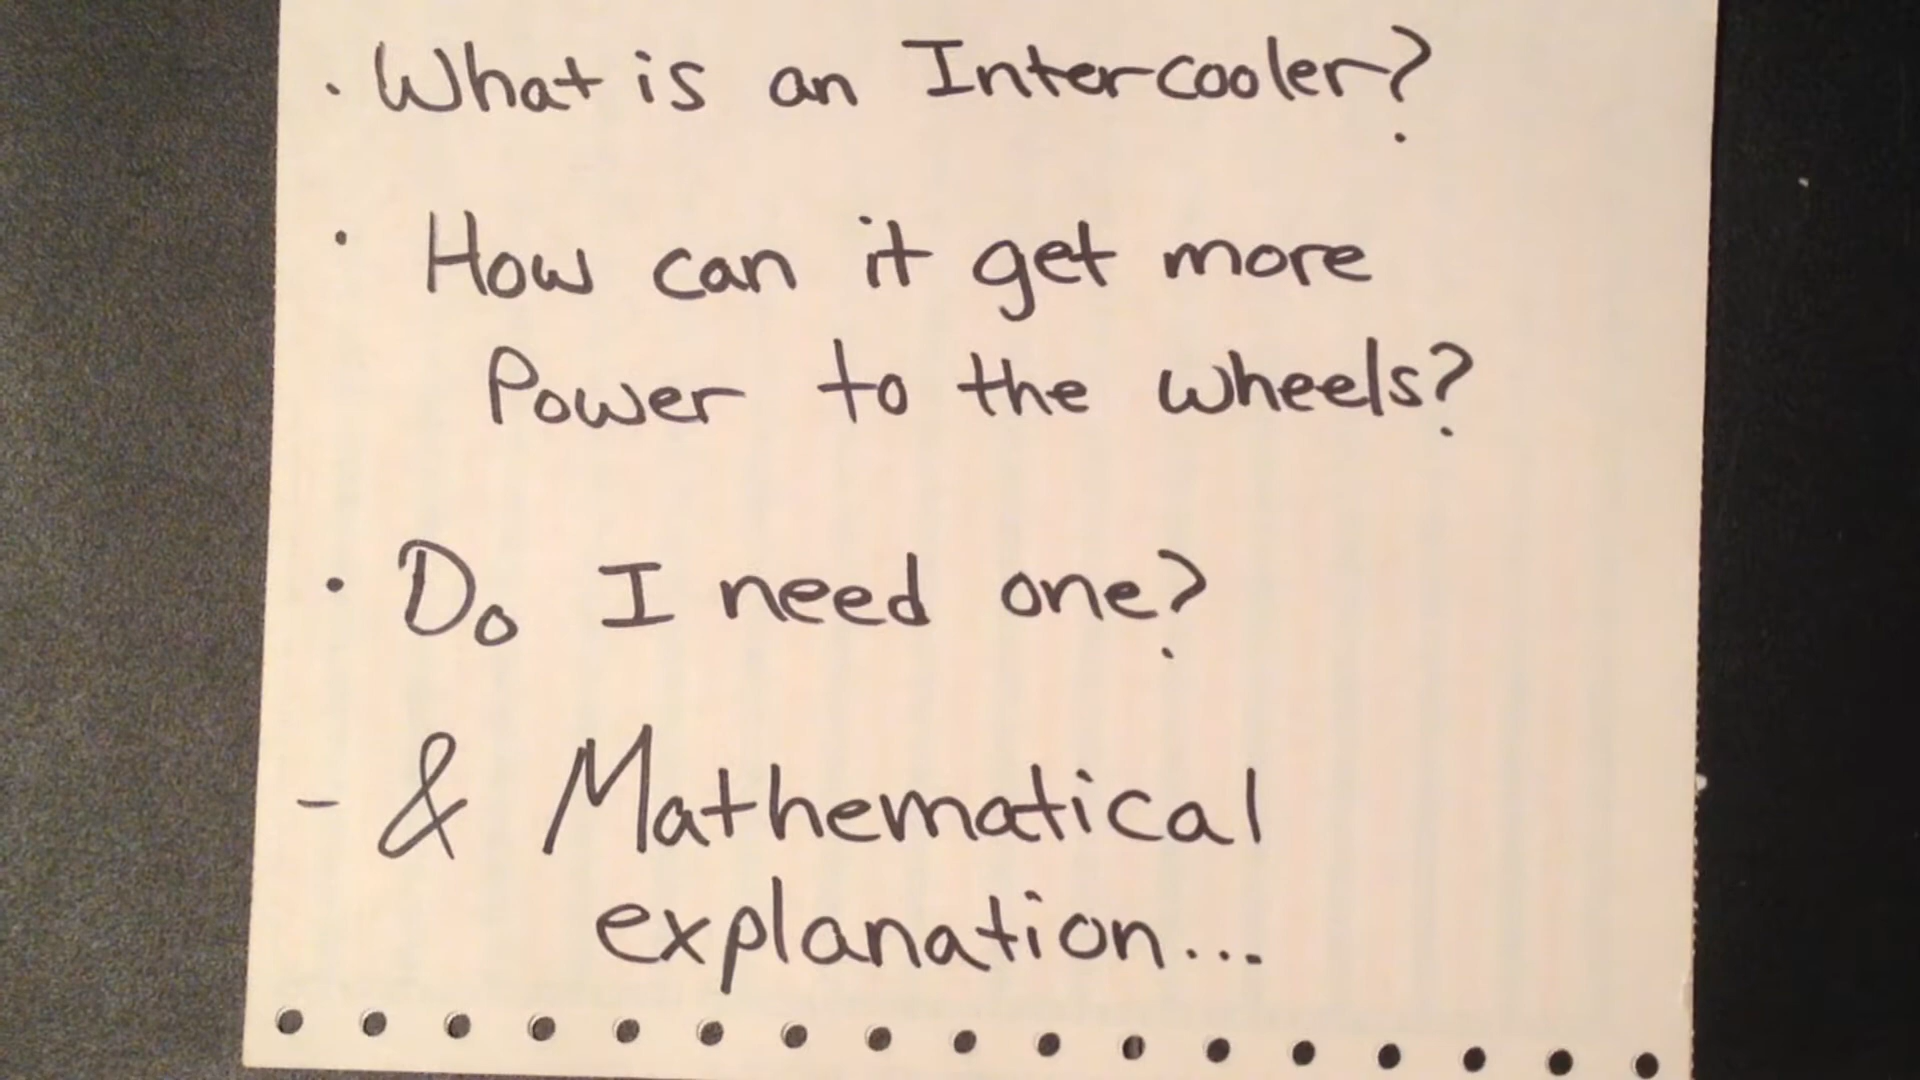 · What is an Intercooler?
· How can it get more
Power to the wheels?
· Do I need one?
- & Mathematical
explanation...